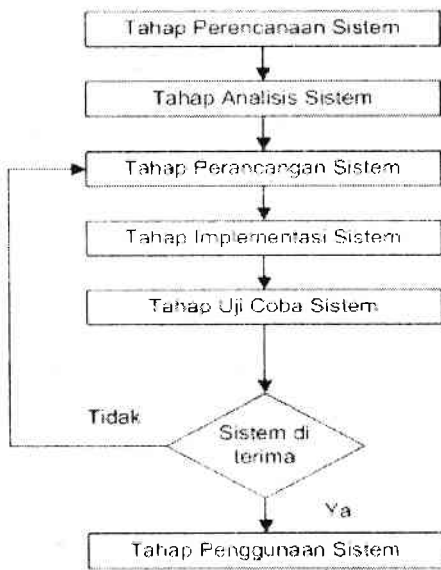 Tahap Perencanaan Sistem
Tahap Analisis Sistem
Tahap Perancangan Sistem
Tahap Implementasi Sistem
Tahap Uji Coba Sistem
Tidak
Sistem di
terima
Ya
Tahap Penggunaan Sistem